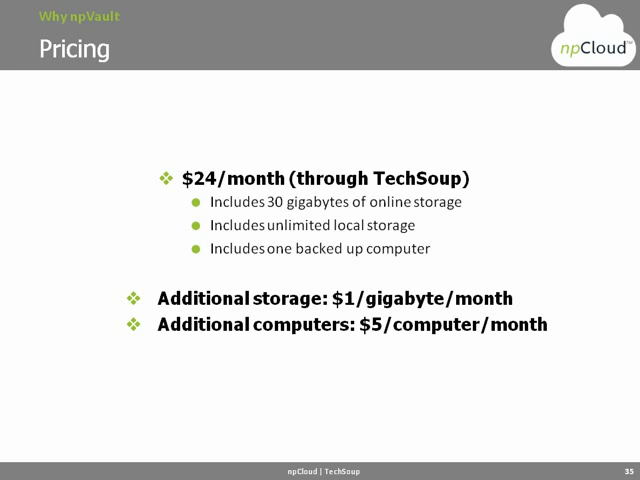 Why npVault
Pricing
npCloud™
$24/month (through TechSoup)
Includes 30 gigabytes of online storage
Includes unlimited local storage
Includes one backed up computer
Additional storage: $1/gigabyte/month
Additional computers: $5/computer/month
npCloud | TechSoup
35